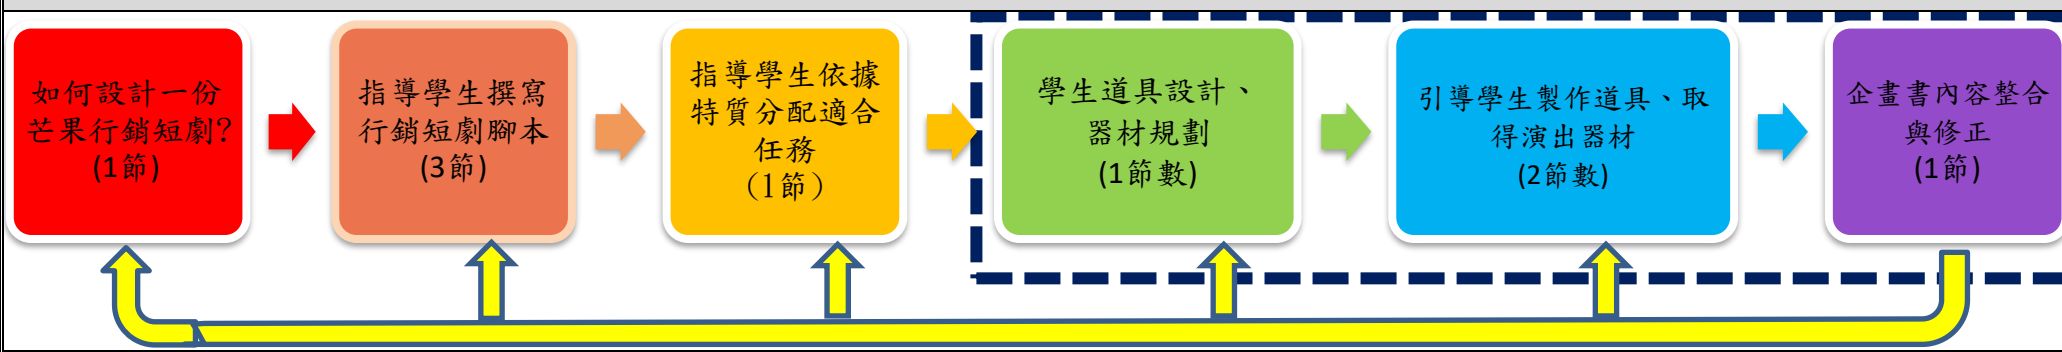 如何設計一份
芒果行銷短劇?
(1節)
指導學生撰寫
行銷短劇腳本
(3節)
指導學生依據
特質分配適合
任務
(1節)
學生道具設計、
器材規劃
(1節數)
引導學生製作道具、取
得演出器材
(2節數)
企畫書內容整合
與修正
(1節)